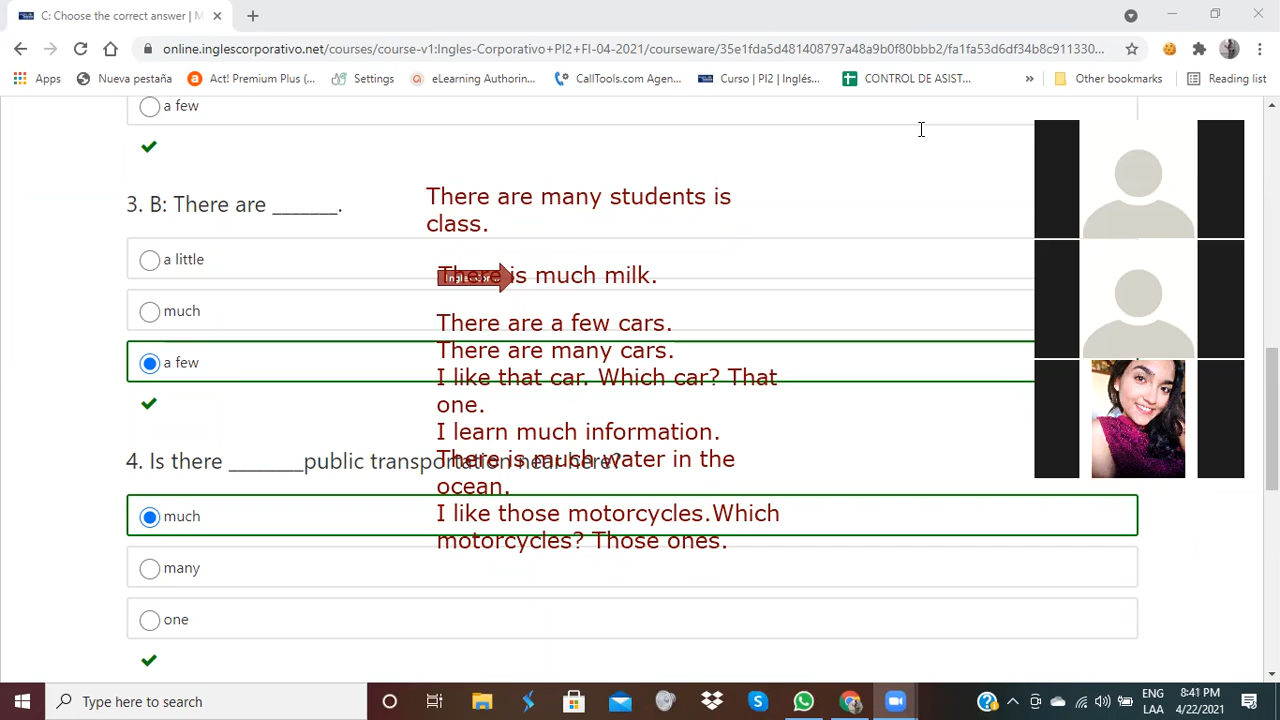 C: Choose the correct answer | M
online.inglescorporativo.net/courses/course-v1:Ingles-Corporativo+PI2+FI-04-2021/courseware/35e1fda5d481408797a48a9b0f80bbb2/fa1fa53d6df34b8c911330...
Apps Nueva pestaña Act! Premium Plus (... Settings eLearning Authorin... CallTools.com Agen... Curso | PI2 | Inglés... CONTROL DE ASIST... » Other bookmarks Reading list
a few
3. B: There are _______.
There are many students is
class.
a little
There is much milk.
much
There are a few cars.
There are many cars.
a few
I like that car. Which car? That
one.
I learn much information.
4. Is there ________public transportation near here?
There is much water in the
ocean.
much
I like those motorcycles.Which
motorcycles? Those ones.
many
one
Type here to search
ENG
LAA
8:41 PM
4/22/2021